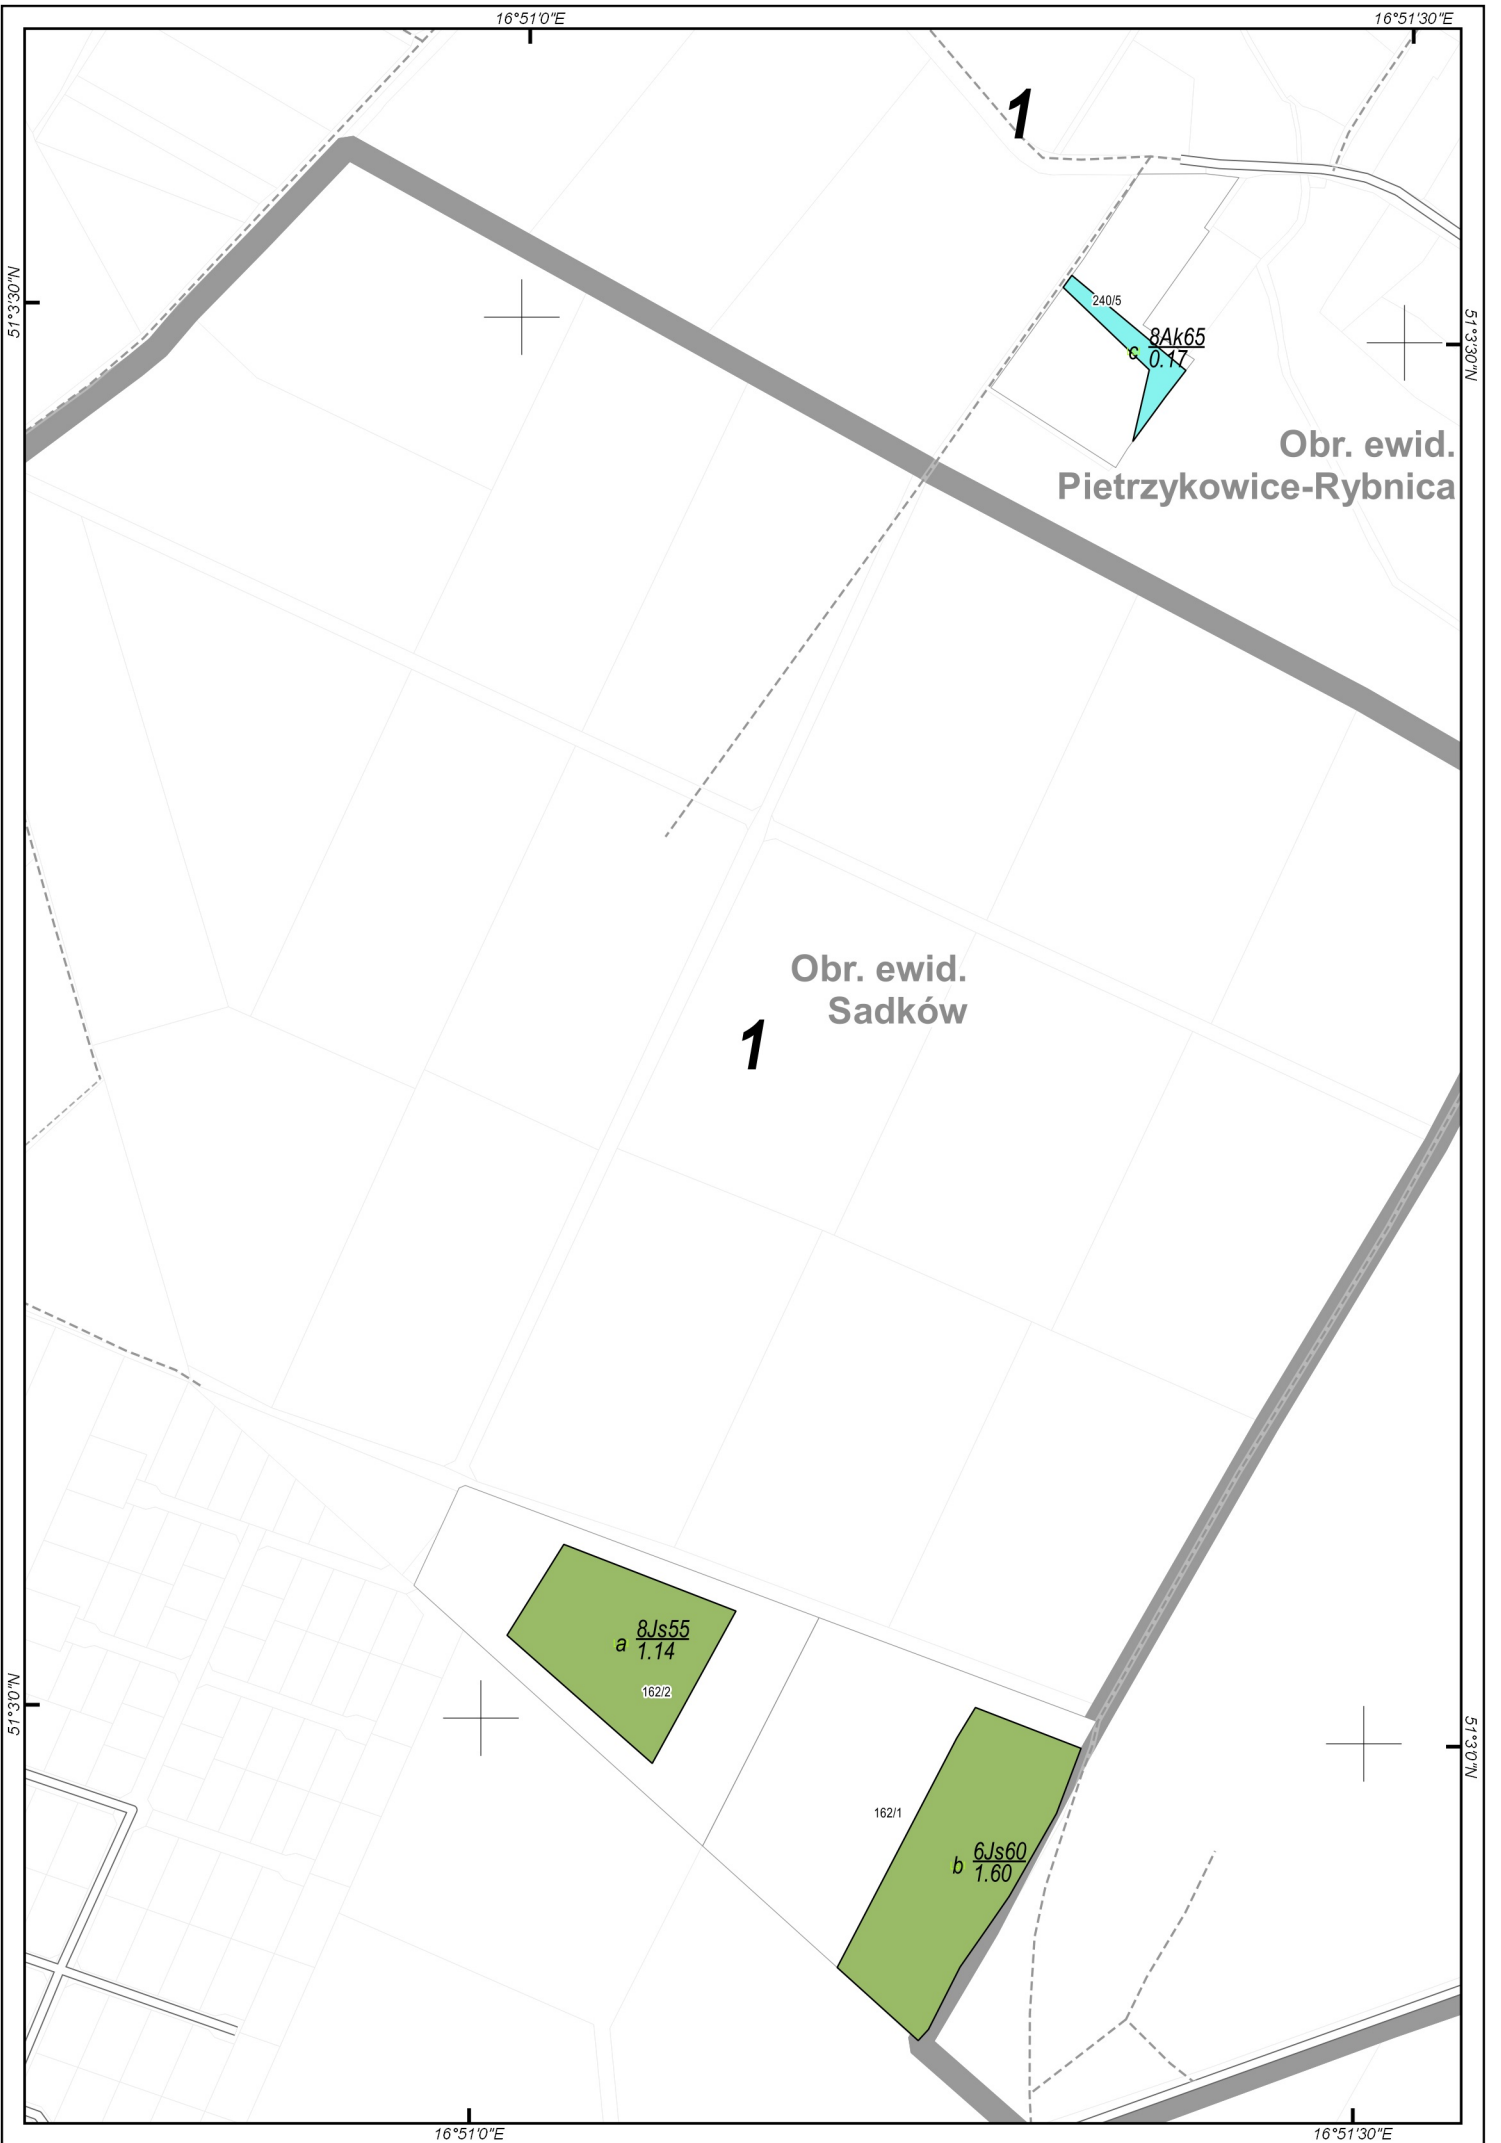 16°51'0"E
16°51'30"E
1
51°3'30"N
240/5
51°3'30"N
c 8Ak65
0.17
Obr. ewid.
Pietrzykowice-Rybnica
Obr. ewid.
Sadków
1
a 8Js55
1.14
162/2
51°3'0"N
51°3'0"N
162/1
b 6Js60
1.60
16°51'0"E
16°51'30"E